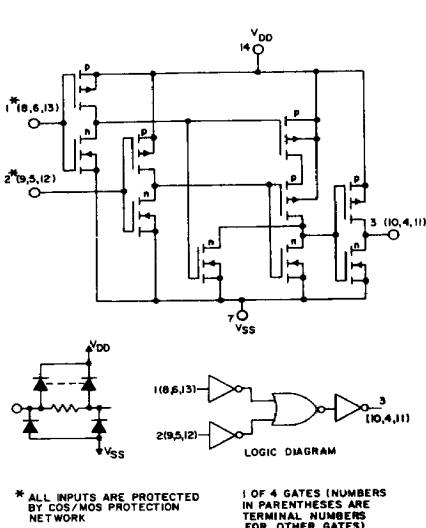 VDD
14
p
1 * (8,6,13)
n
p
p
2 * (9,5,12)
n
p
p
3 (10,4,11)
n
n
n
7
VSS
VDD
VSS
1(8,6,13)
3
(10,4,11)
2(9,5,12)
LOGIC DIAGRAM
* ALL INPUTS ARE PROTECTED
BY COS/MOS PROTECTION
NETWORK
1 OF 4 GATES (NUMBERS
IN PARENTHESES ARE
TERMINAL NUMBERS
FOR OTHER GATES)